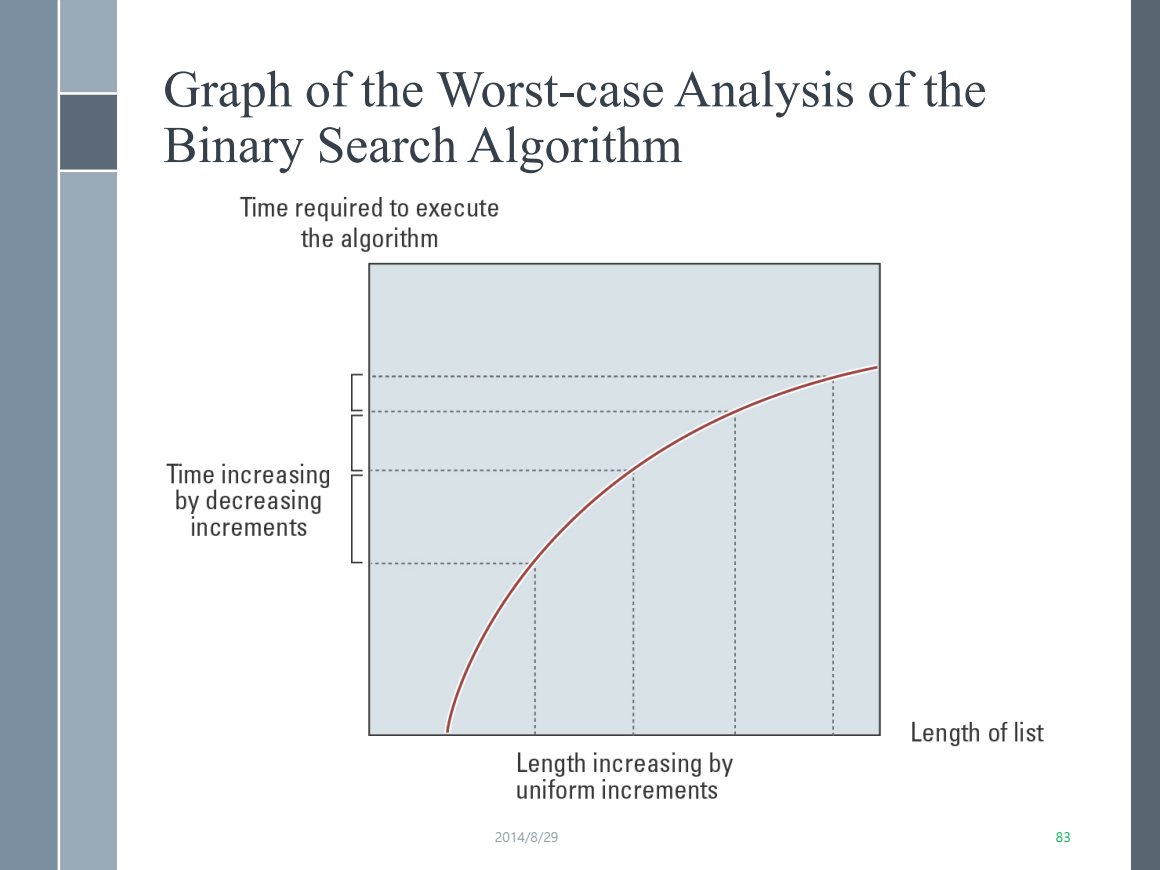 Graph of the Worst-case Analysis of the
Binary Search Algorithm
Time required to execute
the algorithm
Time increasing
by decreasing
increments
Length of list
Length increasing by
uniform increments
2014/8/29
83